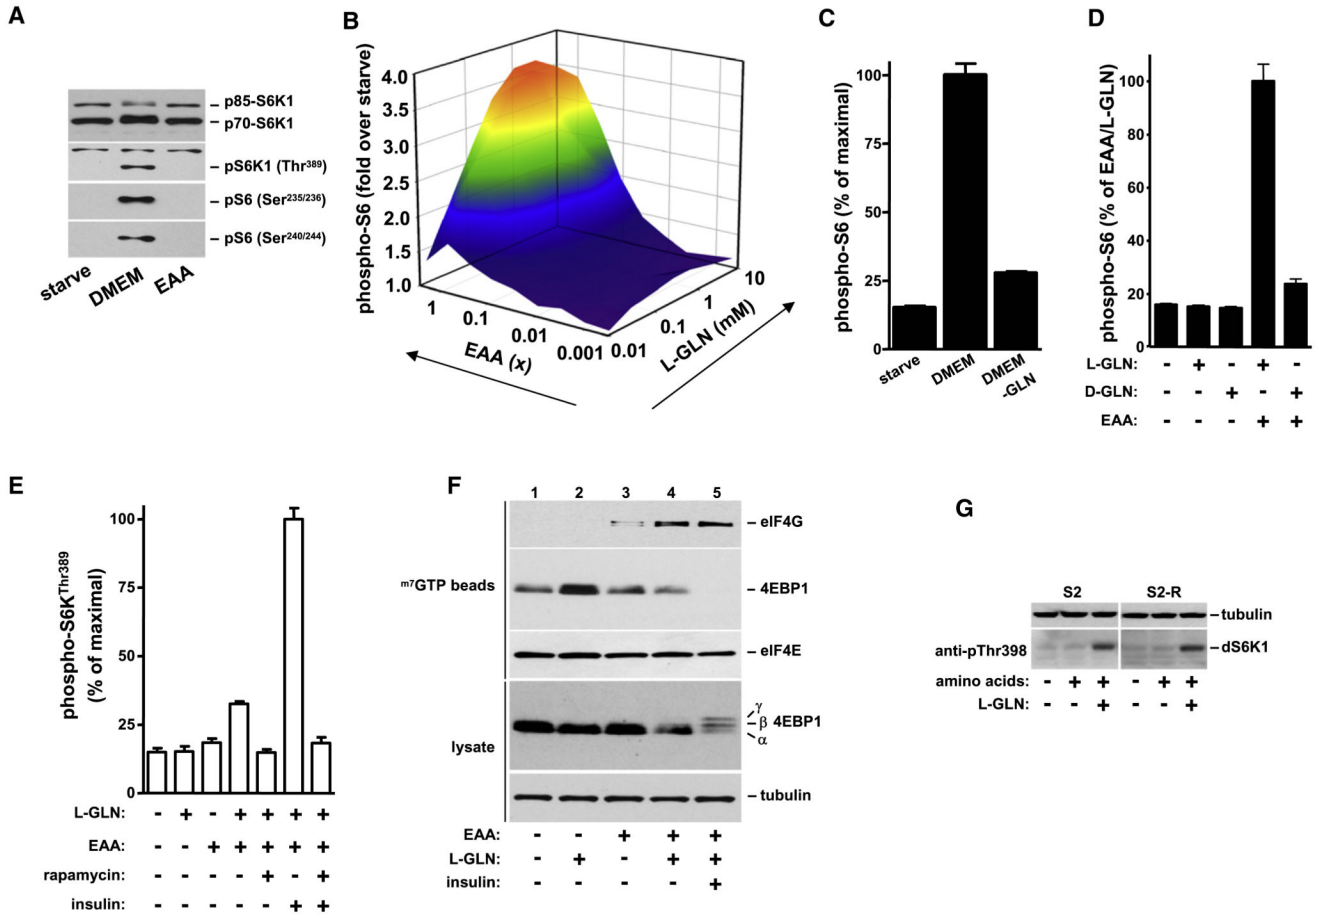 A
p85-S6K1
p70-S6K1
pS6K1 (Thr389)
pS6 (Ser235/236)
pS6 (Ser240/244)
starve DMEM EAA
B
phospho-S6 (fold over starve)
4.0
3.5
3.0
2.5
2.0
1.5
1.0
1 0.1 0.01 0.001
EAA (x)
0.01 0.1 1 10
L-GLN (mM)
C
phospho-S6 (% of maximal)
100
75
50
25
0
starve DMEM DMEM
-GLN
D
phospho-S6 (% of EAA/L-GLN)
100
80
60
40
20
0
L-GLN: - + - + -
D-GLN: - - + - +
EAA: - - - + +
E
phospho-S6KThr389
(% of maximal)
100
75
50
25
0
L-GLN: - + - + + + +
EAA: - - + + + + +
rapamycin: - - - - + - +
insulin: - - - - - + +
F
1 2 3 4 5
m7GTP beads
eIF4G
4EBP1
eIF4E
lysate
γ
β 4EBP1
α
tubulin
EAA: - - + + +
L-GLN: - + - + +
insulin: - - - - +
G
S2 S2-R
tubulin
anti-pThr398 dS6K1
amino acids: - + + - + +
L-GLN: - - + - - +